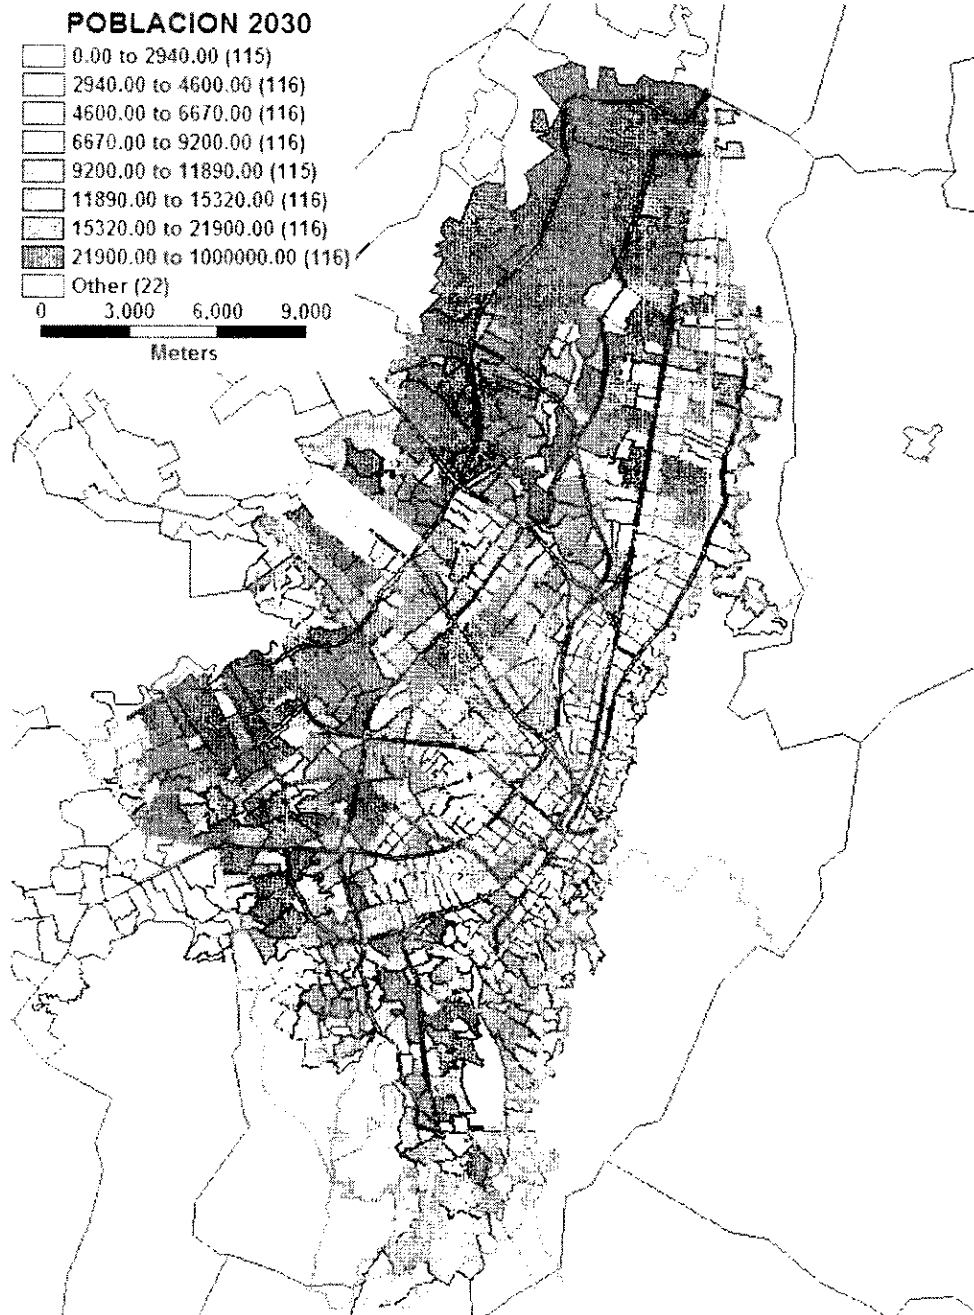 POBLACION 2030
0.00 to 2940.00 (115)
2940.00 to 4600.00 (116)
4600.00 to 6670.00 (116)
6670.00 to 9200.00 (116)
9200.00 to 11890.00 (115)
11890.00 to 15320.00 (116)
15320.00 to 21900.00 (116)
21900.00 to 1000000.00 (116)
Other (22)
0 3,000 6,000 9,000
Meters